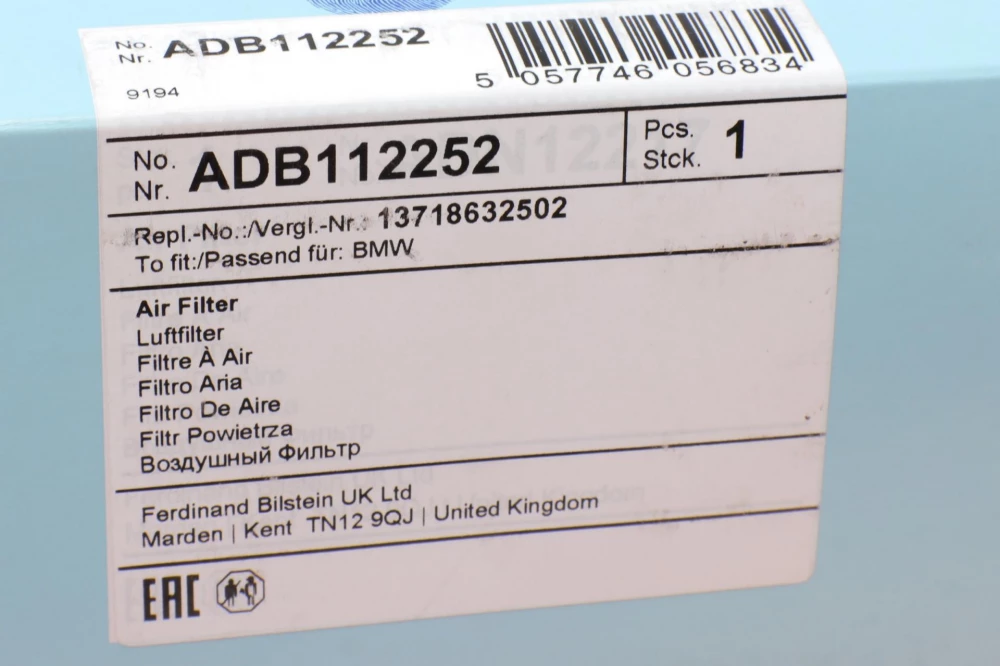 No.
Nr. ADB112252
9194
5 057746 056834
No.
Nr. ADB112252
Pcs.
Stck. 1
Repl.-No.:/Vergl.-Nr.: 13718632502
To fit:/Passend für: BMW
Air Filter
Luftfilter
Filtre À Air
Filtro Aria
Filtro De Aire
Filtr Powietrza
Воздушный Фильтр
Ferdinand Bilstein UK Ltd
Marden | Kent TN12 9QJ | United Kingdom
EAC